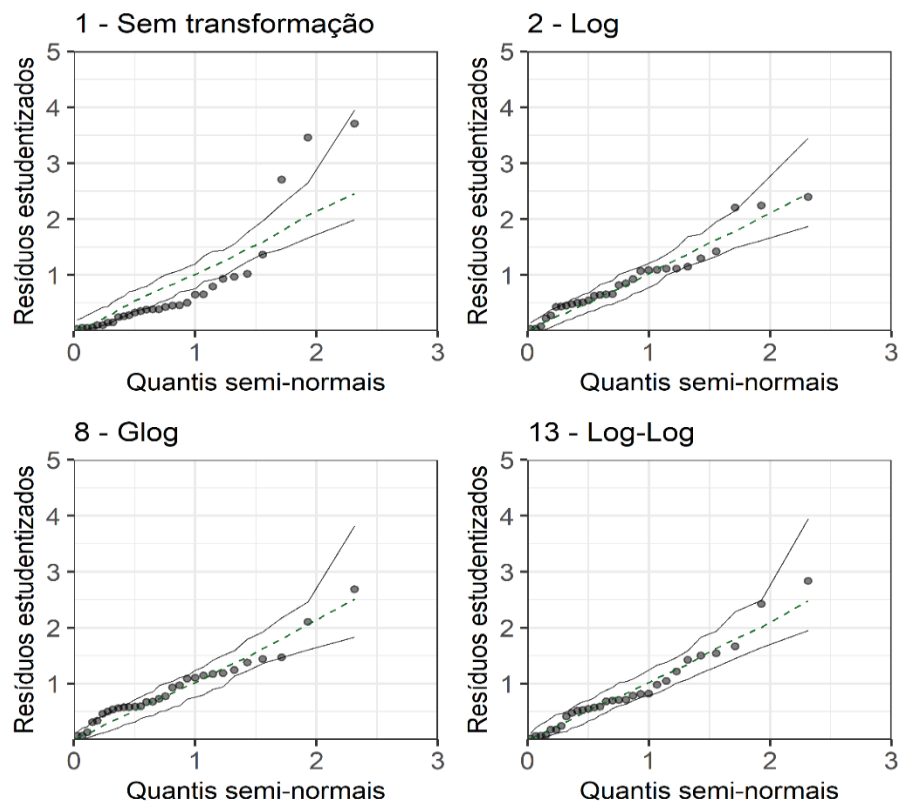 1 - Sem transformação
Resíduos estudentizados
5
4
3
2
1
0 1 2 3
Quantis semi-normais
2 - Log
Resíduos estudentizados
5
4
3
2
1
0 1 2 3
Quantis semi-normais
8 - Glog
Resíduos estudentizados
5
4
3
2
1
0 1 2 3
Quantis semi-normais
13 - Log-Log
Resíduos estudentizados
5
4
3
2
1
0 1 2 3
Quantis semi-normais